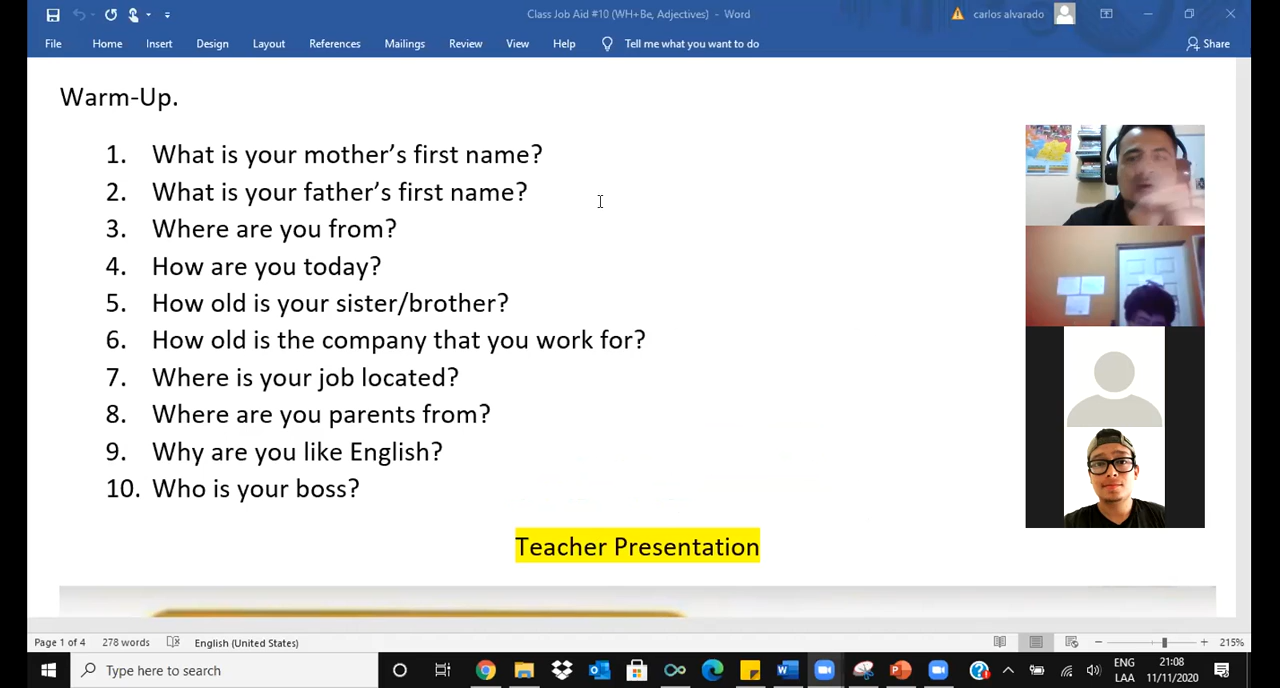 Class Job Aid #10 (WH+Be, Adjectives) - Word
carlos alvarado
File Home Insert Design Layout References Mailings Review View Help Tell me what you want to do Share
Warm-Up.
1. What is your mother’s first name?
2. What is your father’s first name?
3. Where are you from?
4. How are you today?
5. How old is your sister/brother?
6. How old is the company that you work for?
7. Where is your job located?
8. Where are you parents from?
9. Why are you like English?
10. Who is your boss?
Teacher Presentation
Page 1 of 4 278 words English (United States) 215%
Type here to search
ENG
LAA
21:08
11/11/2020